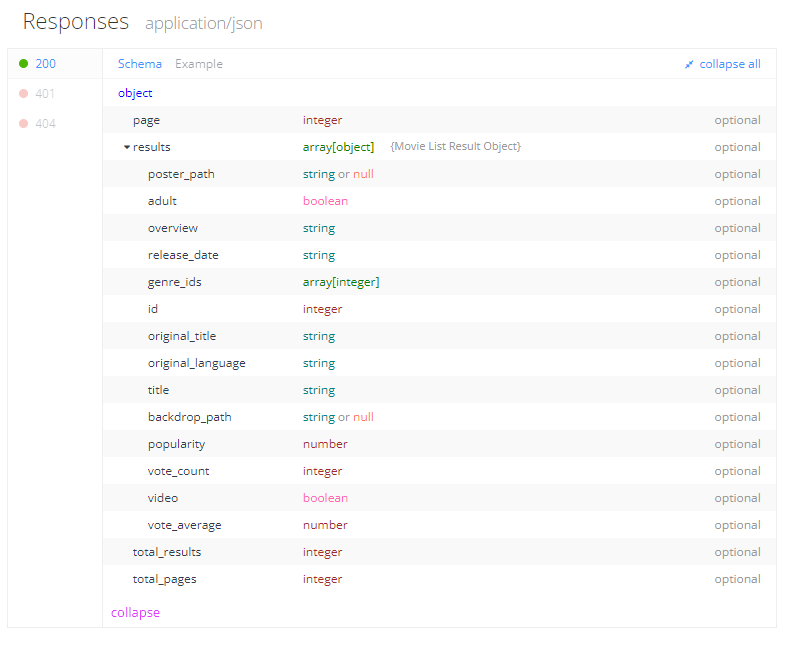 Responses application/json
200 Schema Example collapse all
401 object
404 page integer optional
results array[object] {Movie List Result Object} optional
poster_path string or null optional
adult boolean optional
overview string optional
release_date string optional
genre_ids array[integer] optional
id integer optional
original_title string optional
original_language string optional
title string optional
backdrop_path string or null optional
popularity number optional
vote_count integer optional
video boolean optional
vote_average number optional
total_results integer optional
total_pages integer optional
collapse